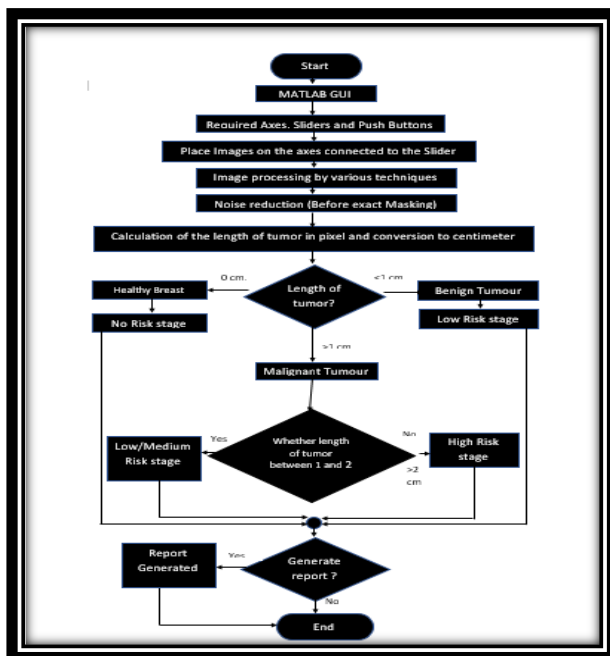 Start
MATLAB GUI
Required Axes, Sliders and Push Buttons
Place Images on the axes connected to the Slider
Image processing by various techniques
Noise reduction (Before exact Masking)
Calculation of the length of tumor in pixel and conversion to centimeter
0 cm.
<1 cm
Length of
tumor?
Healthy Breast
Benign Tumour
No Risk stage
Low Risk stage
>1 cm
Malignant Tumour
Yes
No
Whether length
of tumor
between 1 and 2
Low/Medium
Risk stage
High Risk
stage
>2
cm
Report
Generated
Yes
Generate
report ?
No
End